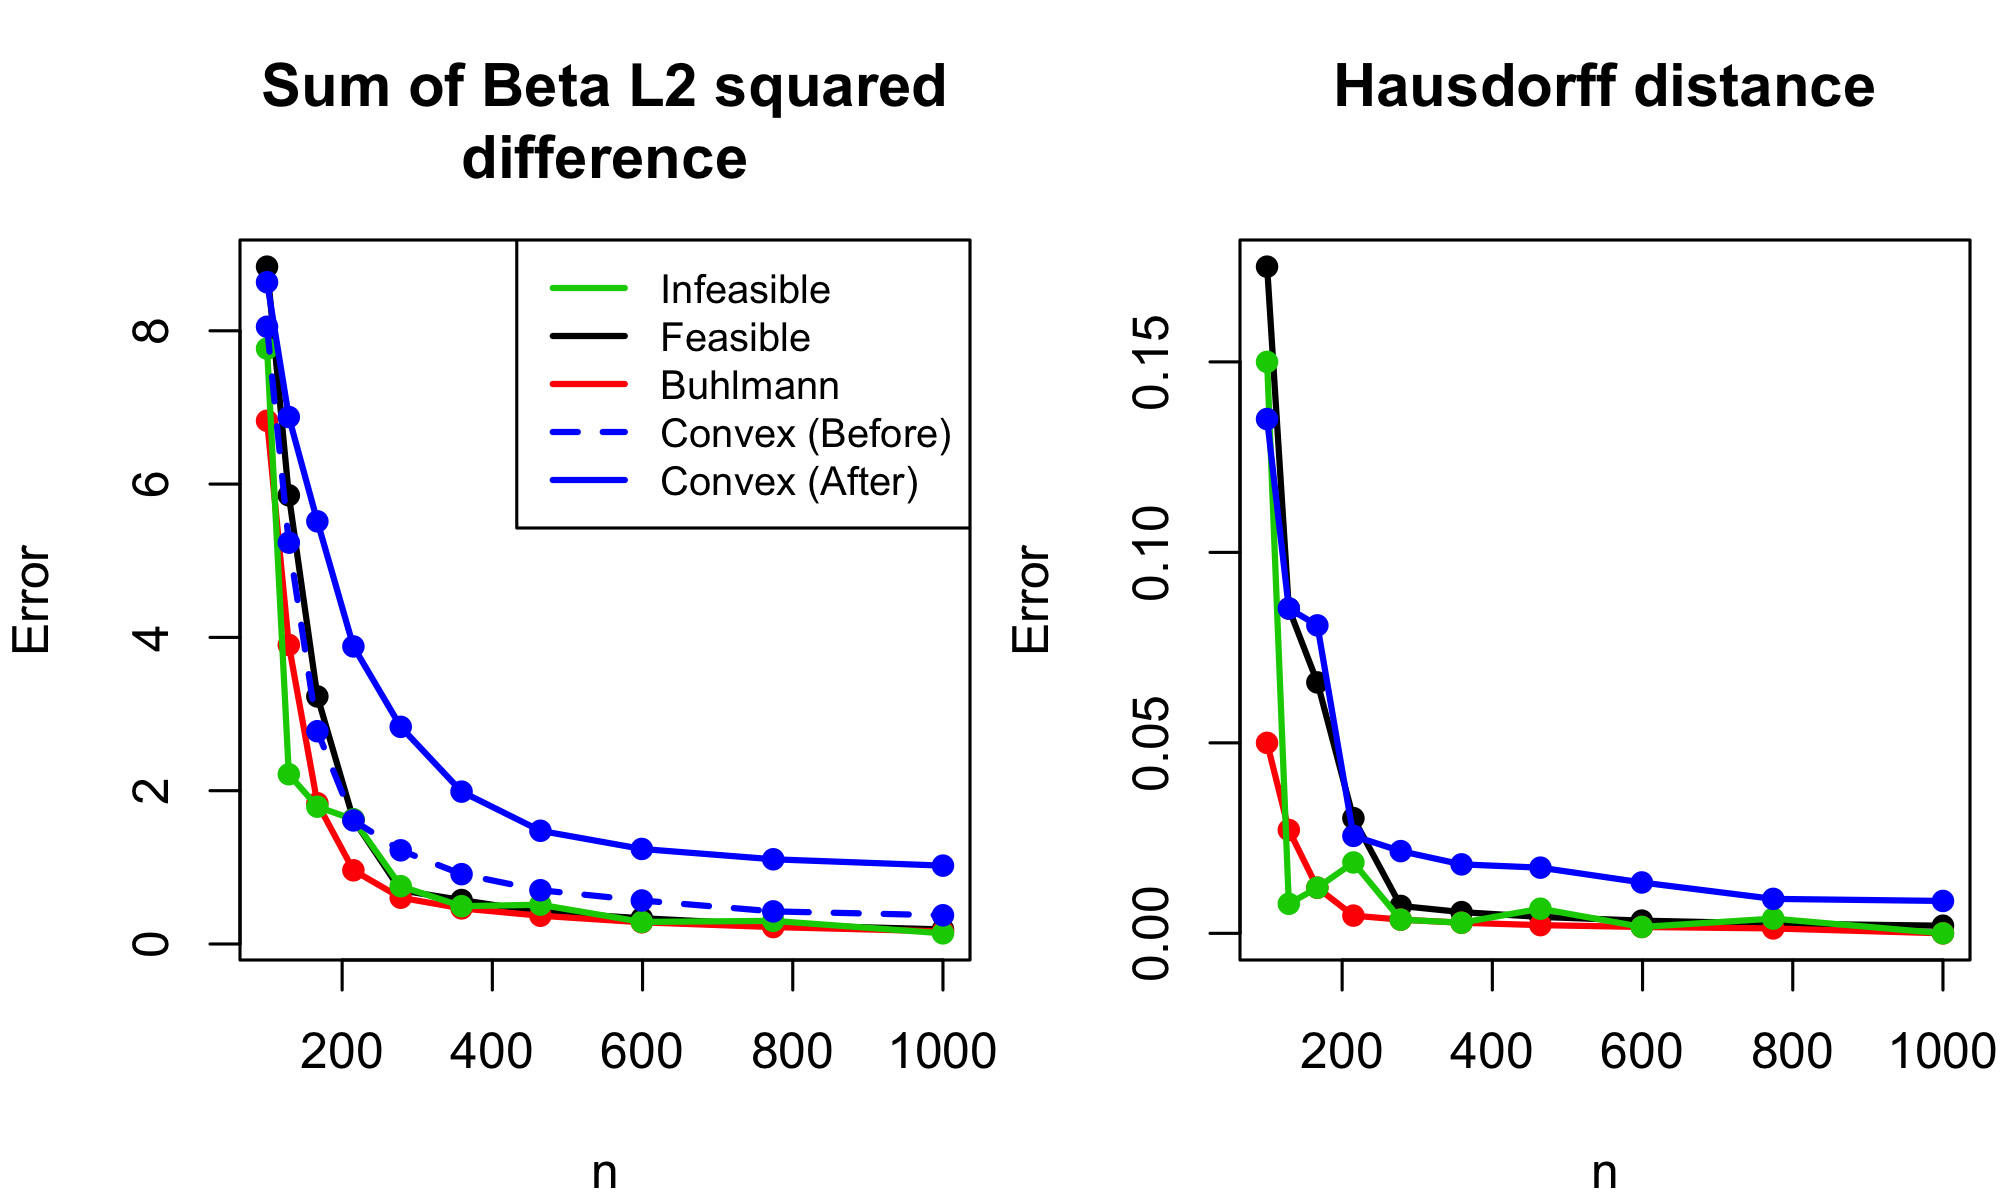 Sum of Beta L2 squared
difference
Error
8
6
4
2
0
Infeasible
Feasible
Buhlmann
Convex (Before)
Convex (After)
200 400 600 800 1000
n
Hausdorff distance
Error
0.15
0.10
0.05
0.00
200 400 600 800 1000
n